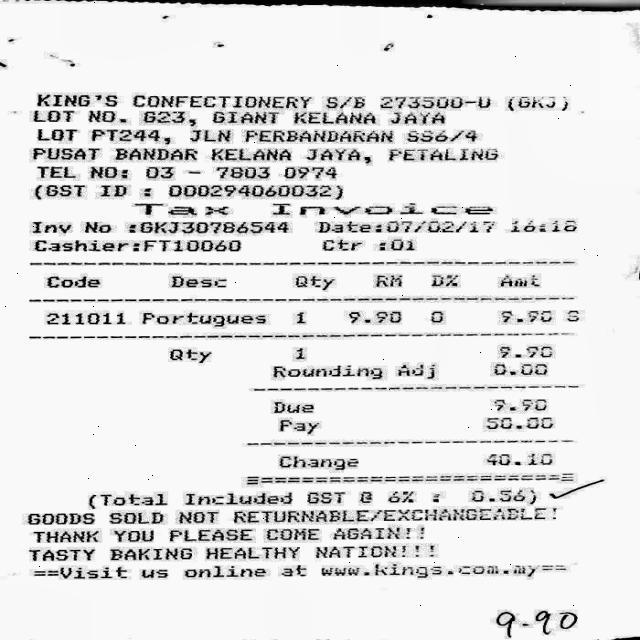 KING'S CONFECTIONERY S/B 273500-U (GKJ)
LOT NO. G23, GIANT KELANA JAYA
LOT PT244, JLN PERBANDARAN SS6/4
PUSAT BANDAR KELANA JAYA, PETALING
TEL NO: 03 - 7803 0974
(GST ID : 000294060032)
Tax Invoice
Inv No :GKJ30786544 Date:07/02/17 16:18
Cashier:FT10060 Ctr :01
Code Desc Qty RM D% Amt
211011 Portugues 1 9.90 0 9.90 S
Qty 1 9.90
Rounding Adj 0.00
Due 9.90
Pay 50.00
Change 40.10
(Total Included GST @ 6% : 0.56)
GOODS SOLD NOT RETURNABLE/EXCHANGEABLE!
THANK YOU PLEASE COME AGAIN!!
TASTY BAKING HEALTHY NATION!!!
==Visit us online at www.kings.com.my==
9.90